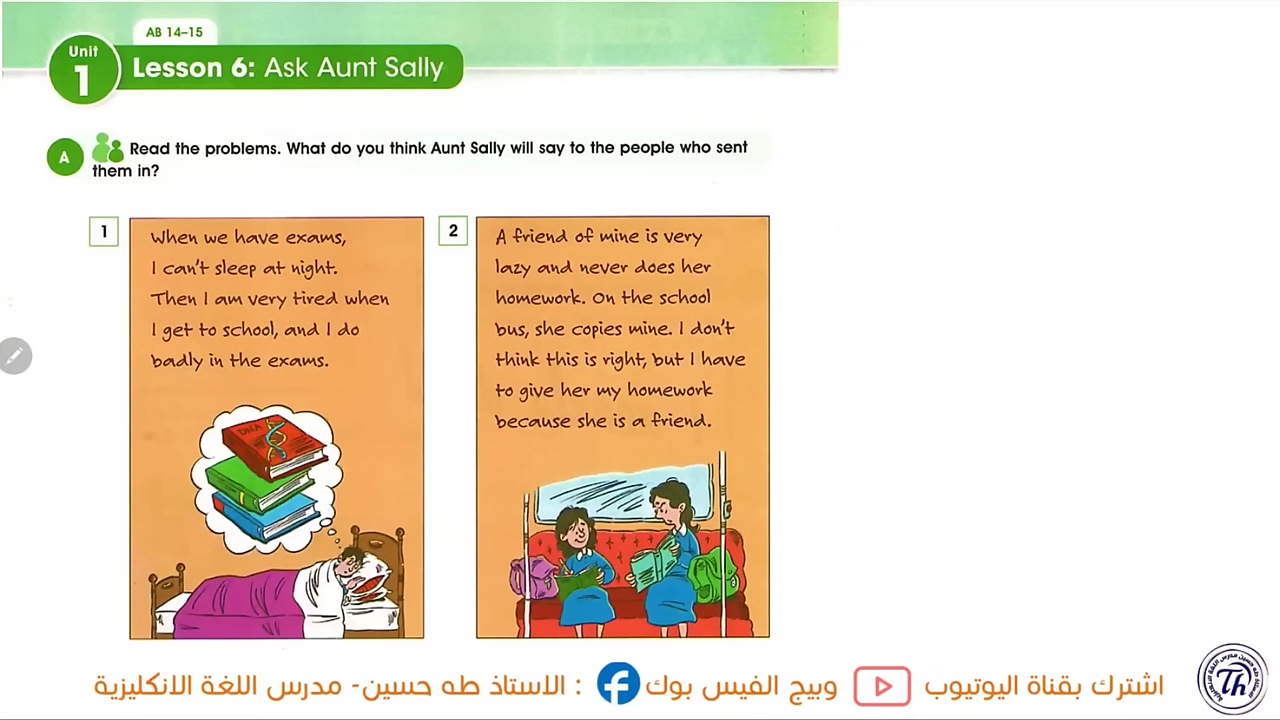 AB 14–15
Unit
1
Lesson 6: Ask Aunt Sally
A
Read the problems. What do you think Aunt Sally will say to the people who sent
them in?
1
When we have exams,
I can't sleep at night.
Then I am very tired when
I get to school, and I do
badly in the exams.
DNA
2
A friend of mine is very
lazy and never does her
homework. On the school
bus, she copies mine. I don't
think this is right, but I have
to give her my homework
because she is a friend.
اشترك بقناة اليوتيوب وبيج الفيس بوك : الاستاذ طه حسين- مدرس اللغة الانكليزية
Th